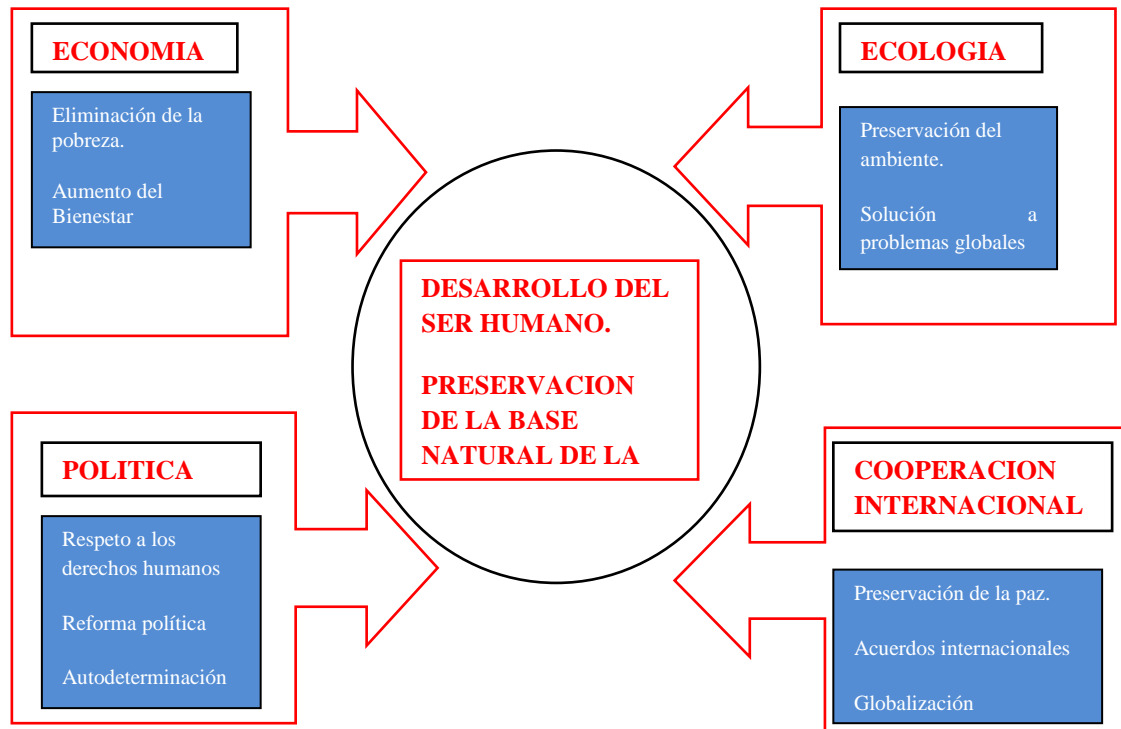 ECONOMIA
Eliminación de la
pobreza.
Aumento del
Bienestar
ECOLOGIA
Preservación del
ambiente.
Solución a
problemas globales
DESARROLLO DEL
SER HUMANO.
PRESERVACION
DE LA BASE
NATURAL DE LA
POLITICA
Respeto a los
derechos humanos
Reforma política
Autodeterminación
COOPERACION
INTERNACIONAL
Preservación de la paz.
Acuerdos internacionales
Globalización